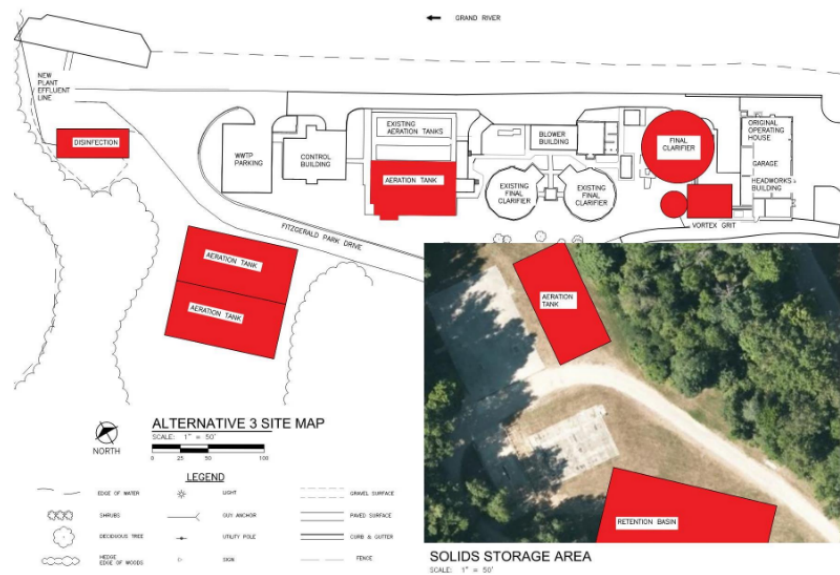 GRAND RIVER
NEW
PLANT
EFFLUENT
LINE
DISINFECTION
WWTP
PARKING
CONTROL
BUILDING
EXISTING
AERATION TANKS
AERATION TANK
BLOWER
BUILDING
EXISTING
FINAL
CLARIFIER
EXISTING
FINAL
CLARIFIER
FINAL
CLARIFIER
ORIGINAL
OPERATING
HOUSE
GARAGE
HEADWORKS
BUILDING
VORTEX GRIT
FITZGERALD PARK DRIVE
AERATION TANK
AERATION TANK
AERATION
TANK
RETENTION BASIN
NORTH
ALTERNATIVE 3 SITE MAP
SCALE: 1" = 50'
0 25 50 100
LEGEND
EDGE OF WATER
LIGHT
GRAVEL SURFACE
SHRUBS
GUY ANCHOR
PAVED SURFACE
DECIDUOUS TREE
UTILITY POLE
CURB & GUTTER
HEDGE
EDGE OF WOODS
SIGN
FENCE
SOLIDS STORAGE AREA
SCALE: 1" = 50'